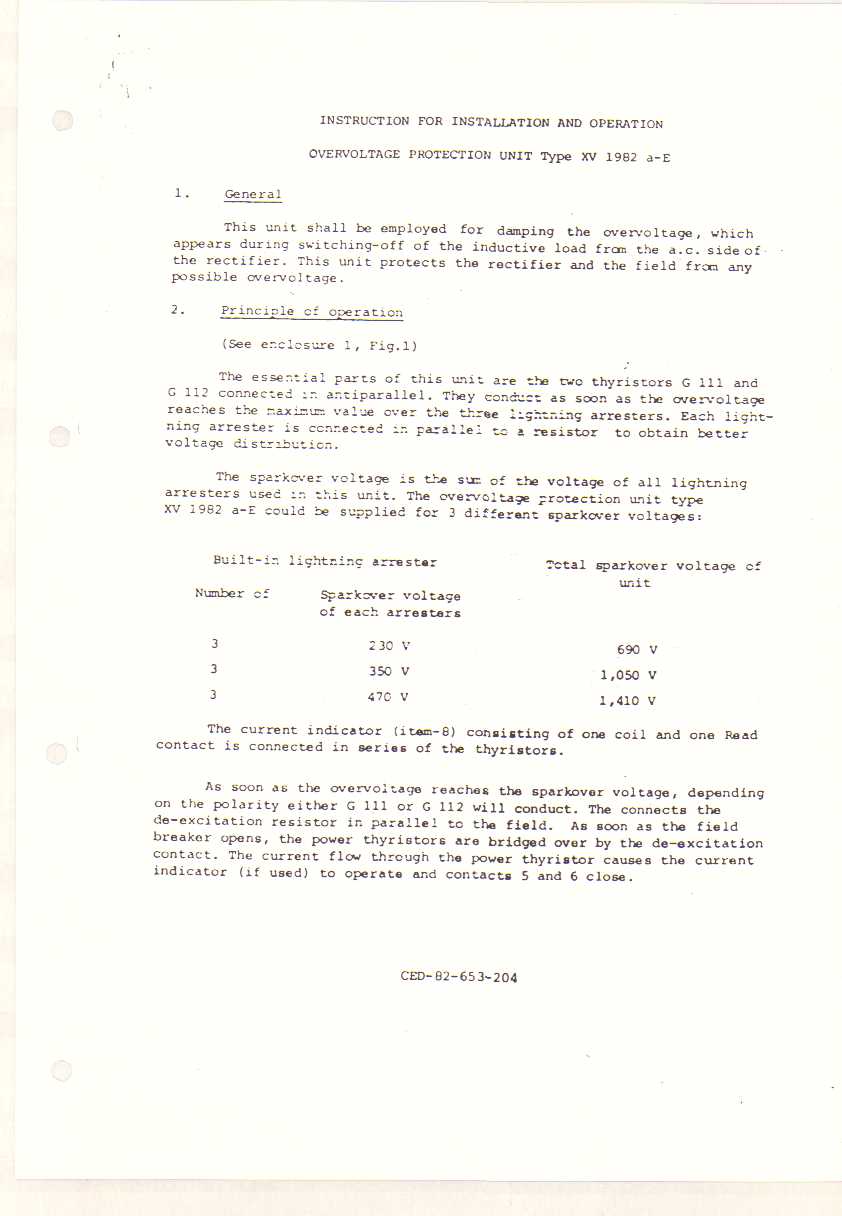 INSTRUCTION FOR INSTALLATION AND OPERATION
OVERVOLTAGE PROTECTION UNIT Type XV 1982 a-E
1. General
This unit shall be employed for damping the overvoltage, which
appears during switching-off of the inductive load from the a.c. side of
the rectifier. This unit protects the rectifier and the field from any
possible overvoltage.
2. Principle of operation
(See enclosure 1, Fig.1)
The essential parts of this unit are the two thyristors G 111 and
G 112 connected in antiparallel. They conduct as soon as the overvoltage
reaches the maximum value over the three lightning arresters. Each light-
ning arrester is connected in parallel to a resistor to obtain better
voltage distribution.
The sparkover voltage is the sum of the voltage of all lightning
arresters used in this unit. The overvoltage protection unit type
XV 1982 a-E could be supplied for 3 different sparkover voltages:
Built-in lightning arrester Total sparkover voltage of
unit
Number of Sparkover voltage
of each arresters
3 230 V 690 V
3 350 V 1,050 V
3 470 V 1,410 V
The current indicator (item-8) consisting of one coil and one Read
contact is connected in series of the thyristors.
As soon as the overvoltage reaches the sparkover voltage, depending
on the polarity either G 111 or G 112 will conduct. The connects the
de-excitation resistor in parallel to the field. As soon as the field
breaker opens, the power thyristors are bridged over by the de-excitation
contact. The current flow through the power thyristor causes the current
indicator (if used) to operate and contacts 5 and 6 close.
CED-82-653-204